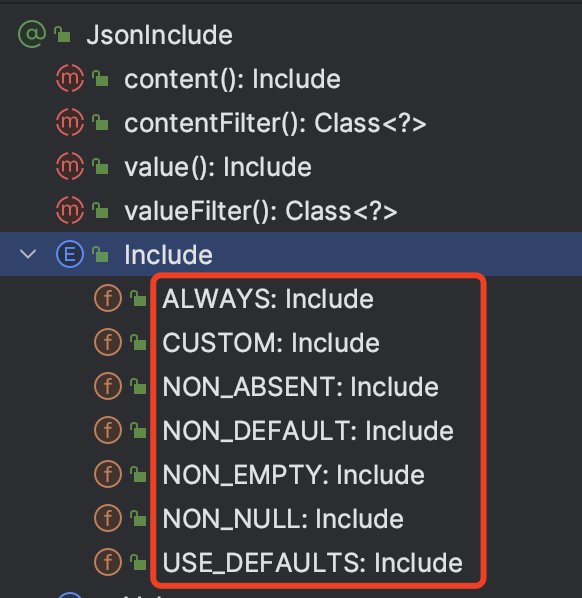 @ JsonInclude
m content(): Include
m contentFilter(): Class<?>
m value(): Include
m valueFilter(): Class<?>
E Include
f ALWAYS: Include
f CUSTOM: Include
f NON_ABSENT: Include
f NON_DEFAULT: Include
f NON_EMPTY: Include
f NON_NULL: Include
f USE_DEFAULTS: Include